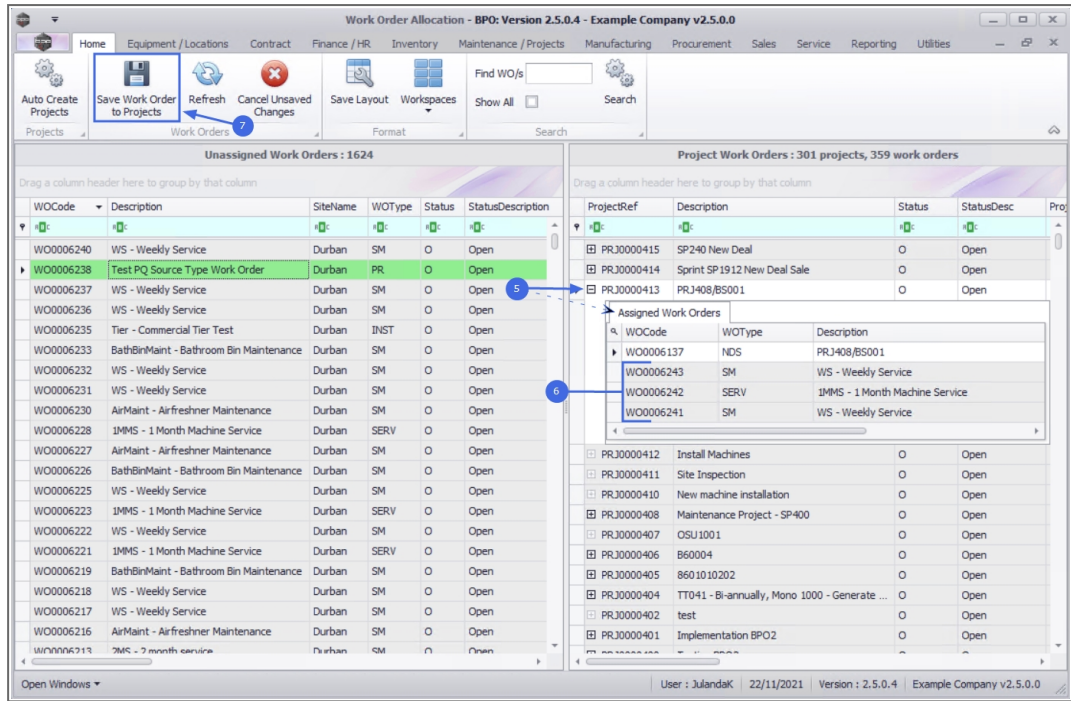 Work Order Allocation - BPO: Version 2.5.0.4 - Example Company v2.5.0.0
Home Equipment / Locations Contract Finance / HR Inventory Maintenance / Projects Manufacturing Procurement Sales Service Reporting Utilities
Auto Create Projects
Save Work Order to Projects
Refresh
Cancel Unsaved Changes
Save Layout
Workspaces
Find WO/s
Show All
Search
7
Projects Work Orders Format Search
Unassigned Work Orders : 1624
Drag a column header here to group by that column
WOCode Description SiteName WOType Status StatusDescription
WO0006240 WS - Weekly Service Durban SM O Open
WO0006238 Test PQ Source Type Work Order Durban PR O Open
WO0006237 WS - Weekly Service Durban SM O Open
WO0006236 WS - Weekly Service Durban SM O Open
WO0006235 Tier - Commercial Tier Test Durban INST O Open
WO0006233 BathBinMaint - Bathroom Bin Maintenance Durban SM O Open
WO0006232 WS - Weekly Service Durban SM O Open
WO0006231 WS - Weekly Service Durban SM O Open
WO0006230 AirMaint - Airfreshner Maintenance Durban SM O Open
WO0006228 1MMS - 1 Month Machine Service Durban SERV O Open
WO0006227 AirMaint - Airfreshner Maintenance Durban SM O Open
WO0006226 BathBinMaint - Bathroom Bin Maintenance Durban SM O Open
WO0006225 WS - Weekly Service Durban SM O Open
WO0006223 1MMS - 1 Month Machine Service Durban SERV O Open
WO0006222 WS - Weekly Service Durban SM O Open
WO0006221 1MMS - 1 Month Machine Service Durban SERV O Open
WO0006219 BathBinMaint - Bathroom Bin Maintenance Durban SM O Open
WO0006218 WS - Weekly Service Durban SM O Open
WO0006217 WS - Weekly Service Durban SM O Open
WO0006216 AirMaint - Airfreshner Maintenance Durban SM O Open
WO0006213 2MS - 2 month service Durban SM O Open
Project Work Orders : 301 projects, 359 work orders
Drag a column header here to group by that column
ProjectRef Description Status StatusDesc Proj
PRJ0000415 SP240 New Deal O Open
PRJ0000414 Sprint SP1912 New Deal Sale O Open
5
PRJ0000413 PRJ408/BS001 O Open
Assigned Work Orders
WOCode WOType Description
WO0006137 NDS PRJ408/BS001
WO0006243 SM WS - Weekly Service
6
WO0006242 SERV 1MMS - 1 Month Machine Service
WO0006241 SM WS - Weekly Service
PRJ0000412 Install Machines O Open
PRJ0000411 Site Inspection O Open
PRJ0000410 New machine installation O Open
PRJ0000408 Maintenance Project - SP400 O Open
PRJ0000407 OSU1001 O Open
PRJ0000406 B60004 O Open
PRJ0000405 8601010202 O Open
PRJ0000404 TT041 - Bi-annually, Mono 1000 - Generate ... O Open
PRJ0000402 test O Open
PRJ0000401 Implementation BPO2 O Open
Open Windows
User : JulandaK 22/11/2021 Version : 2.5.0.4 Example Company v2.5.0.0